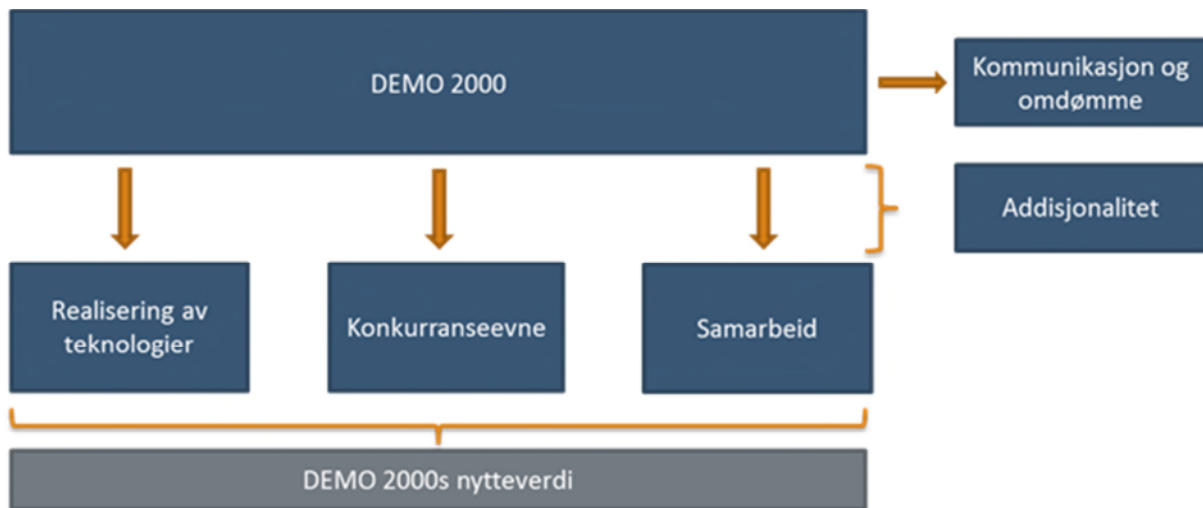 DEMO 2000
Kommunikasjon og
omdømme
Addisjonalitet
Realisering av
teknologier
Konkurranseevne
Samarbeid
DEMO 2000s nytteverdi